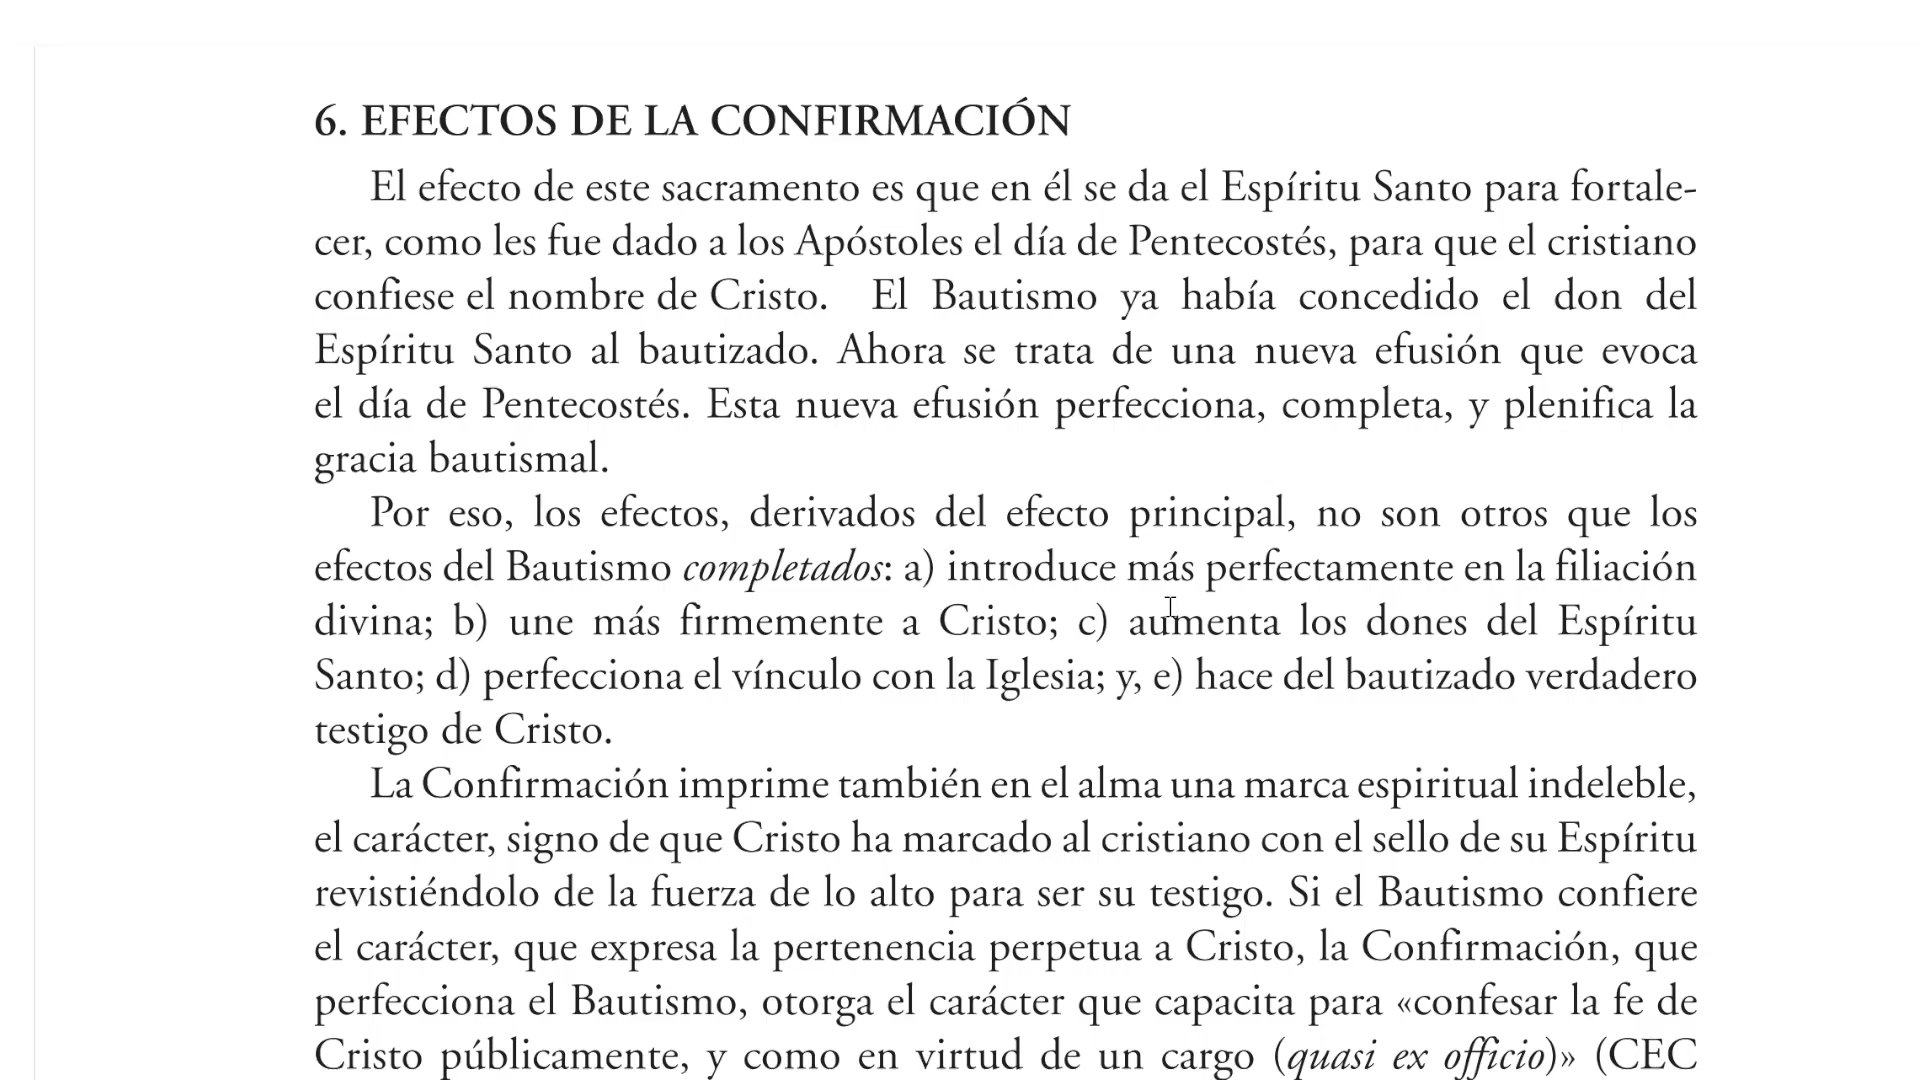 6. EFECTOS DE LA CONFIRMACIÓN
El efecto de este sacramento es que en él se da el Espíritu Santo para fortale-
cer, como les fue dado a los Apóstoles el día de Pentecostés, para que el cristiano
confiese el nombre de Cristo. El Bautismo ya había concedido el don del
Espíritu Santo al bautizado. Ahora se trata de una nueva efusión que evoca
el día de Pentecostés. Esta nueva efusión perfecciona, completa, y plenifica la
gracia bautismal.
Por eso, los efectos, derivados del efecto principal, no son otros que los
efectos del Bautismo completados: a) introduce más perfectamente en la filiación
divina; b) une más firmemente a Cristo; c) aumenta los dones del Espíritu
Santo; d) perfecciona el vínculo con la Iglesia; y, e) hace del bautizado verdadero
testigo de Cristo.
La Confirmación imprime también en el alma una marca espiritual indeleble,
el carácter, signo de que Cristo ha marcado al cristiano con el sello de su Espíritu
revistiéndolo de la fuerza de lo alto para ser su testigo. Si el Bautismo confiere
el carácter, que expresa la pertenencia perpetua a Cristo, la Confirmación, que
perfecciona el Bautismo, otorga el carácter que capacita para «confesar la fe de
Cristo públicamente, y como en virtud de un cargo (quasi ex officio)» (CEC